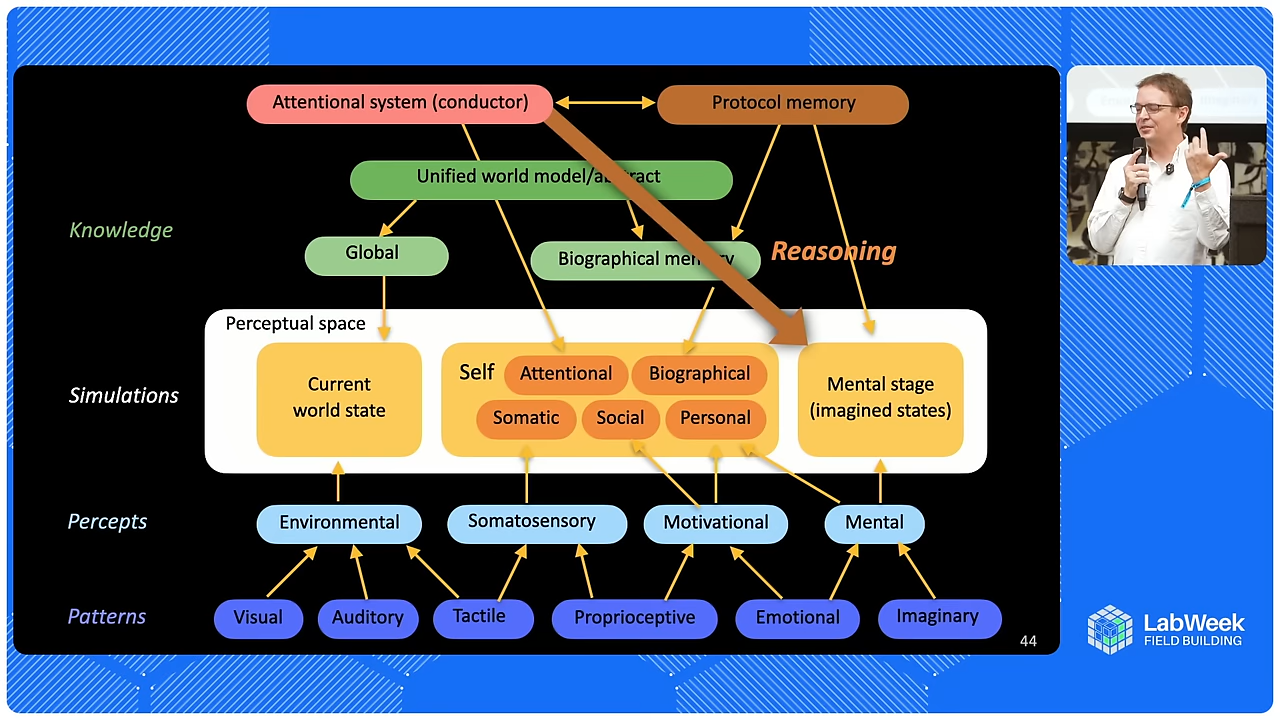 Attentional system (conductor)
Protocol memory
Unified world model/abstract
Knowledge
Global
Biographical memory
Reasoning
Perceptual space
Simulations
Current
world state
Self
Attentional
Biographical
Somatic
Social
Personal
Mental stage
(imagined states)
Percepts
Environmental
Somatosensory
Motivational
Mental
Patterns
Visual
Auditory
Tactile
Proprioceptive
Emotional
Imaginary
44
LabWeek
FIELD BUILDING